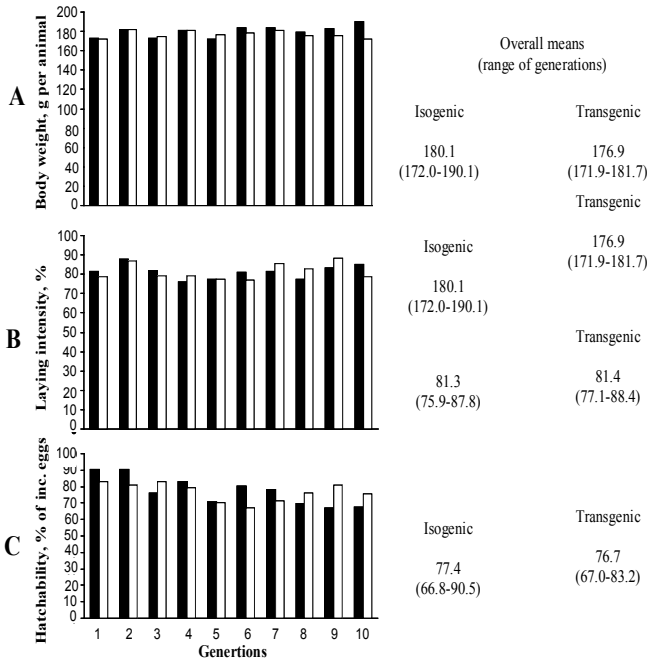 Overall means
(range of generations)
A
Body weight, g per animal
200
180
160
140
120
100
80
60
40
20
0
Isogenic
Transgenic
180.1
176.9
(172.0-190.1)
(171.9-181.7)
Transgenic
176.9
(171.9-181.7)
Isogenic
180.1
(172.0-190.1)
B
Laying intensity, %
100
90
80
70
60
50
40
30
20
10
0
Transgenic
81.3
81.4
(75.9-87.8)
(77.1-88.4)
C
Hatchability, % of inc. eggs
100
80
70
60
50
40
30
20
10
0
Isogenic
Transgenic
77.4
76.7
(66.8-90.5)
(67.0-83.2)
1 2 3 4 5 6 7 8 9 10
Genertions